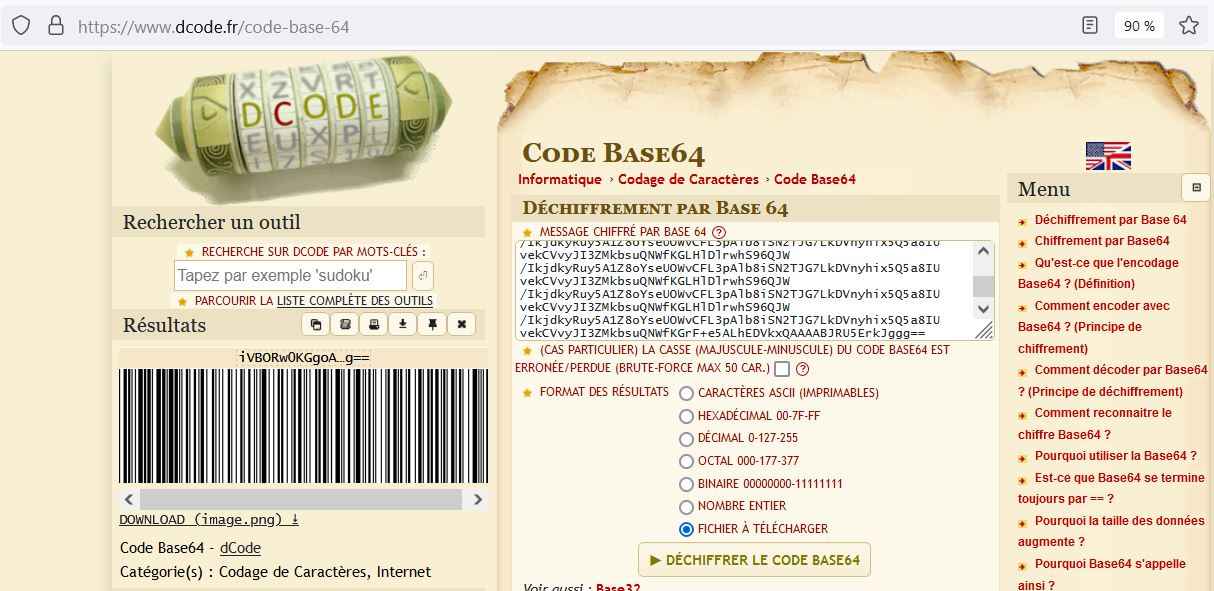 https://www.dcode.fr/code-base-64
90 %
DCODE
Rechercher un outil
RECHERCHE SUR DCODE PAR MOTS-CLÉS :
Tapez par exemple 'sudoku'
PARCOURIR LA LISTE COMPLÈTE DES OUTILS
Résultats
iVBORw0KGgoA…g==
DOWNLOAD (image.png) ↓
Code Base64 - dCode
Catégorie(s) : Codage de Caractères, Internet
CODE BASE64
Informatique › Codage de Caractères › Code Base64
DÉCHIFFREMENT PAR BASE 64
MESSAGE CHIFFRÉ PAR BASE 64
/IkjdkyRuy5A1Z8oYseUOWvCFL3pAlb8iSN2TJG7LkDVnyhix5Q5a8IU
vekCVvyJI3ZMkbsuQNWfKGLHlDlrwhS96QJW
/IkjdkyRuy5A1Z8oYseUOWvCFL3pAlb8iSN2TJG7LkDVnyhix5Q5a8IU
vekCVvyJI3ZMkbsuQNWfKGLHlDlrwhS96QJW
/IkjdkyRuy5A1Z8oYseUOWvCFL3pAlb8iSN2TJG7LkDVnyhix5Q5a8IU
vekCVvyJI3ZMkbsuQNWfKGLHlDlrwhS96QJW
/IkjdkyRuy5A1Z8oYseUOWvCFL3pAlb8iSN2TJG7LkDVnyhix5Q5a8IU
vekCVvyJI3ZMkbsuQNWfKGrF+e5ALhEDVkxQAAAABJRU5ErkJggg==
(CAS PARTICULIER) LA CASSE (MAJUSCULE-MINUSCULE) DU CODE BASE64 EST
ERRONÉE/PERDUE (BRUTE-FORCE MAX 50 CAR.)
FORMAT DES RÉSULTATS
CARACTÈRES ASCII (IMPRIMABLES)
HEXADÉCIMAL 00-7F-FF
DÉCIMAL 0-127-255
OCTAL 000-177-377
BINAIRE 00000000-11111111
NOMBRE ENTIER
FICHIER À TÉLÉCHARGER
▶ DÉCHIFFRER LE CODE BASE64
Voir aussi : Base32
Menu
Déchiffrement par Base 64
Chiffrement par Base64
Qu'est-ce que l'encodage
Base64 ? (Définition)
Comment encoder avec
Base64 ? (Principe de
chiffrement)
Comment décoder par Base64
? (Principe de déchiffrement)
Comment reconnaitre le
chiffre Base64 ?
Pourquoi utiliser la Base64 ?
Est-ce que Base64 se termine
toujours par == ?
Pourquoi la taille des données
augmente ?
Pourquoi Base64 s'appelle
ainsi ?